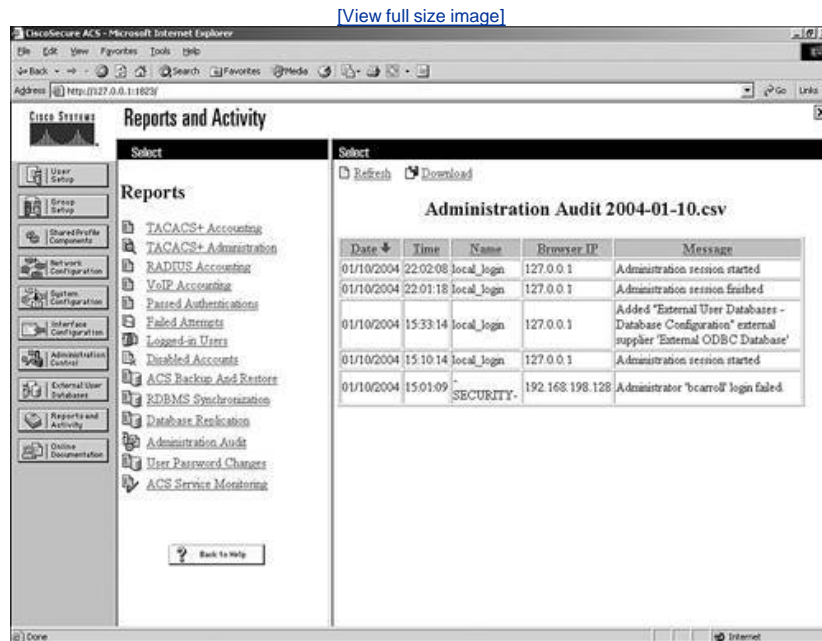 [View full size image]
CiscoSecure ACS - Microsoft Internet Explorer
File Edit View Favorites Tools Help
Back Search Favorites Media
Address http://127.0.0.1:1823/ Go Links
Cisco Systems
Reports and Activity
Select
User Setup
Group Setup
Shared Profile Components
Network Configuration
System Configuration
Interface Configuration
Administration Control
External User Databases
Reports and Activity
Online Documentation
Reports
TACACS+ Accounting
TACACS+ Administration
RADIUS Accounting
VoIP Accounting
Passed Authentications
Failed Attempts
Logged-in Users
Disabled Accounts
ACS Backup And Restore
RDBMS Synchronization
Database Replication
Administration Audit
User Password Changes
ACS Service Monitoring
Back to Help
Select
Refresh Download
Administration Audit 2004-01-10.csv
Date Time Name Browser IP Message
01/10/2004 22:02:08 local_login 127.0.0.1 Administration session started
01/10/2004 22:01:18 local_login 127.0.0.1 Administration session finished
01/10/2004 15:33:14 local_login 127.0.0.1 Added "External User Databases -
Database Configuration" external
supplier 'External ODBC Database'
01/10/2004 15:10:14 local_login 127.0.0.1 Administration session started
01/10/2004 15:01:09 -SECURITY- 192.168.198.128 Administrator 'bcarroll' login failed
Done Internet